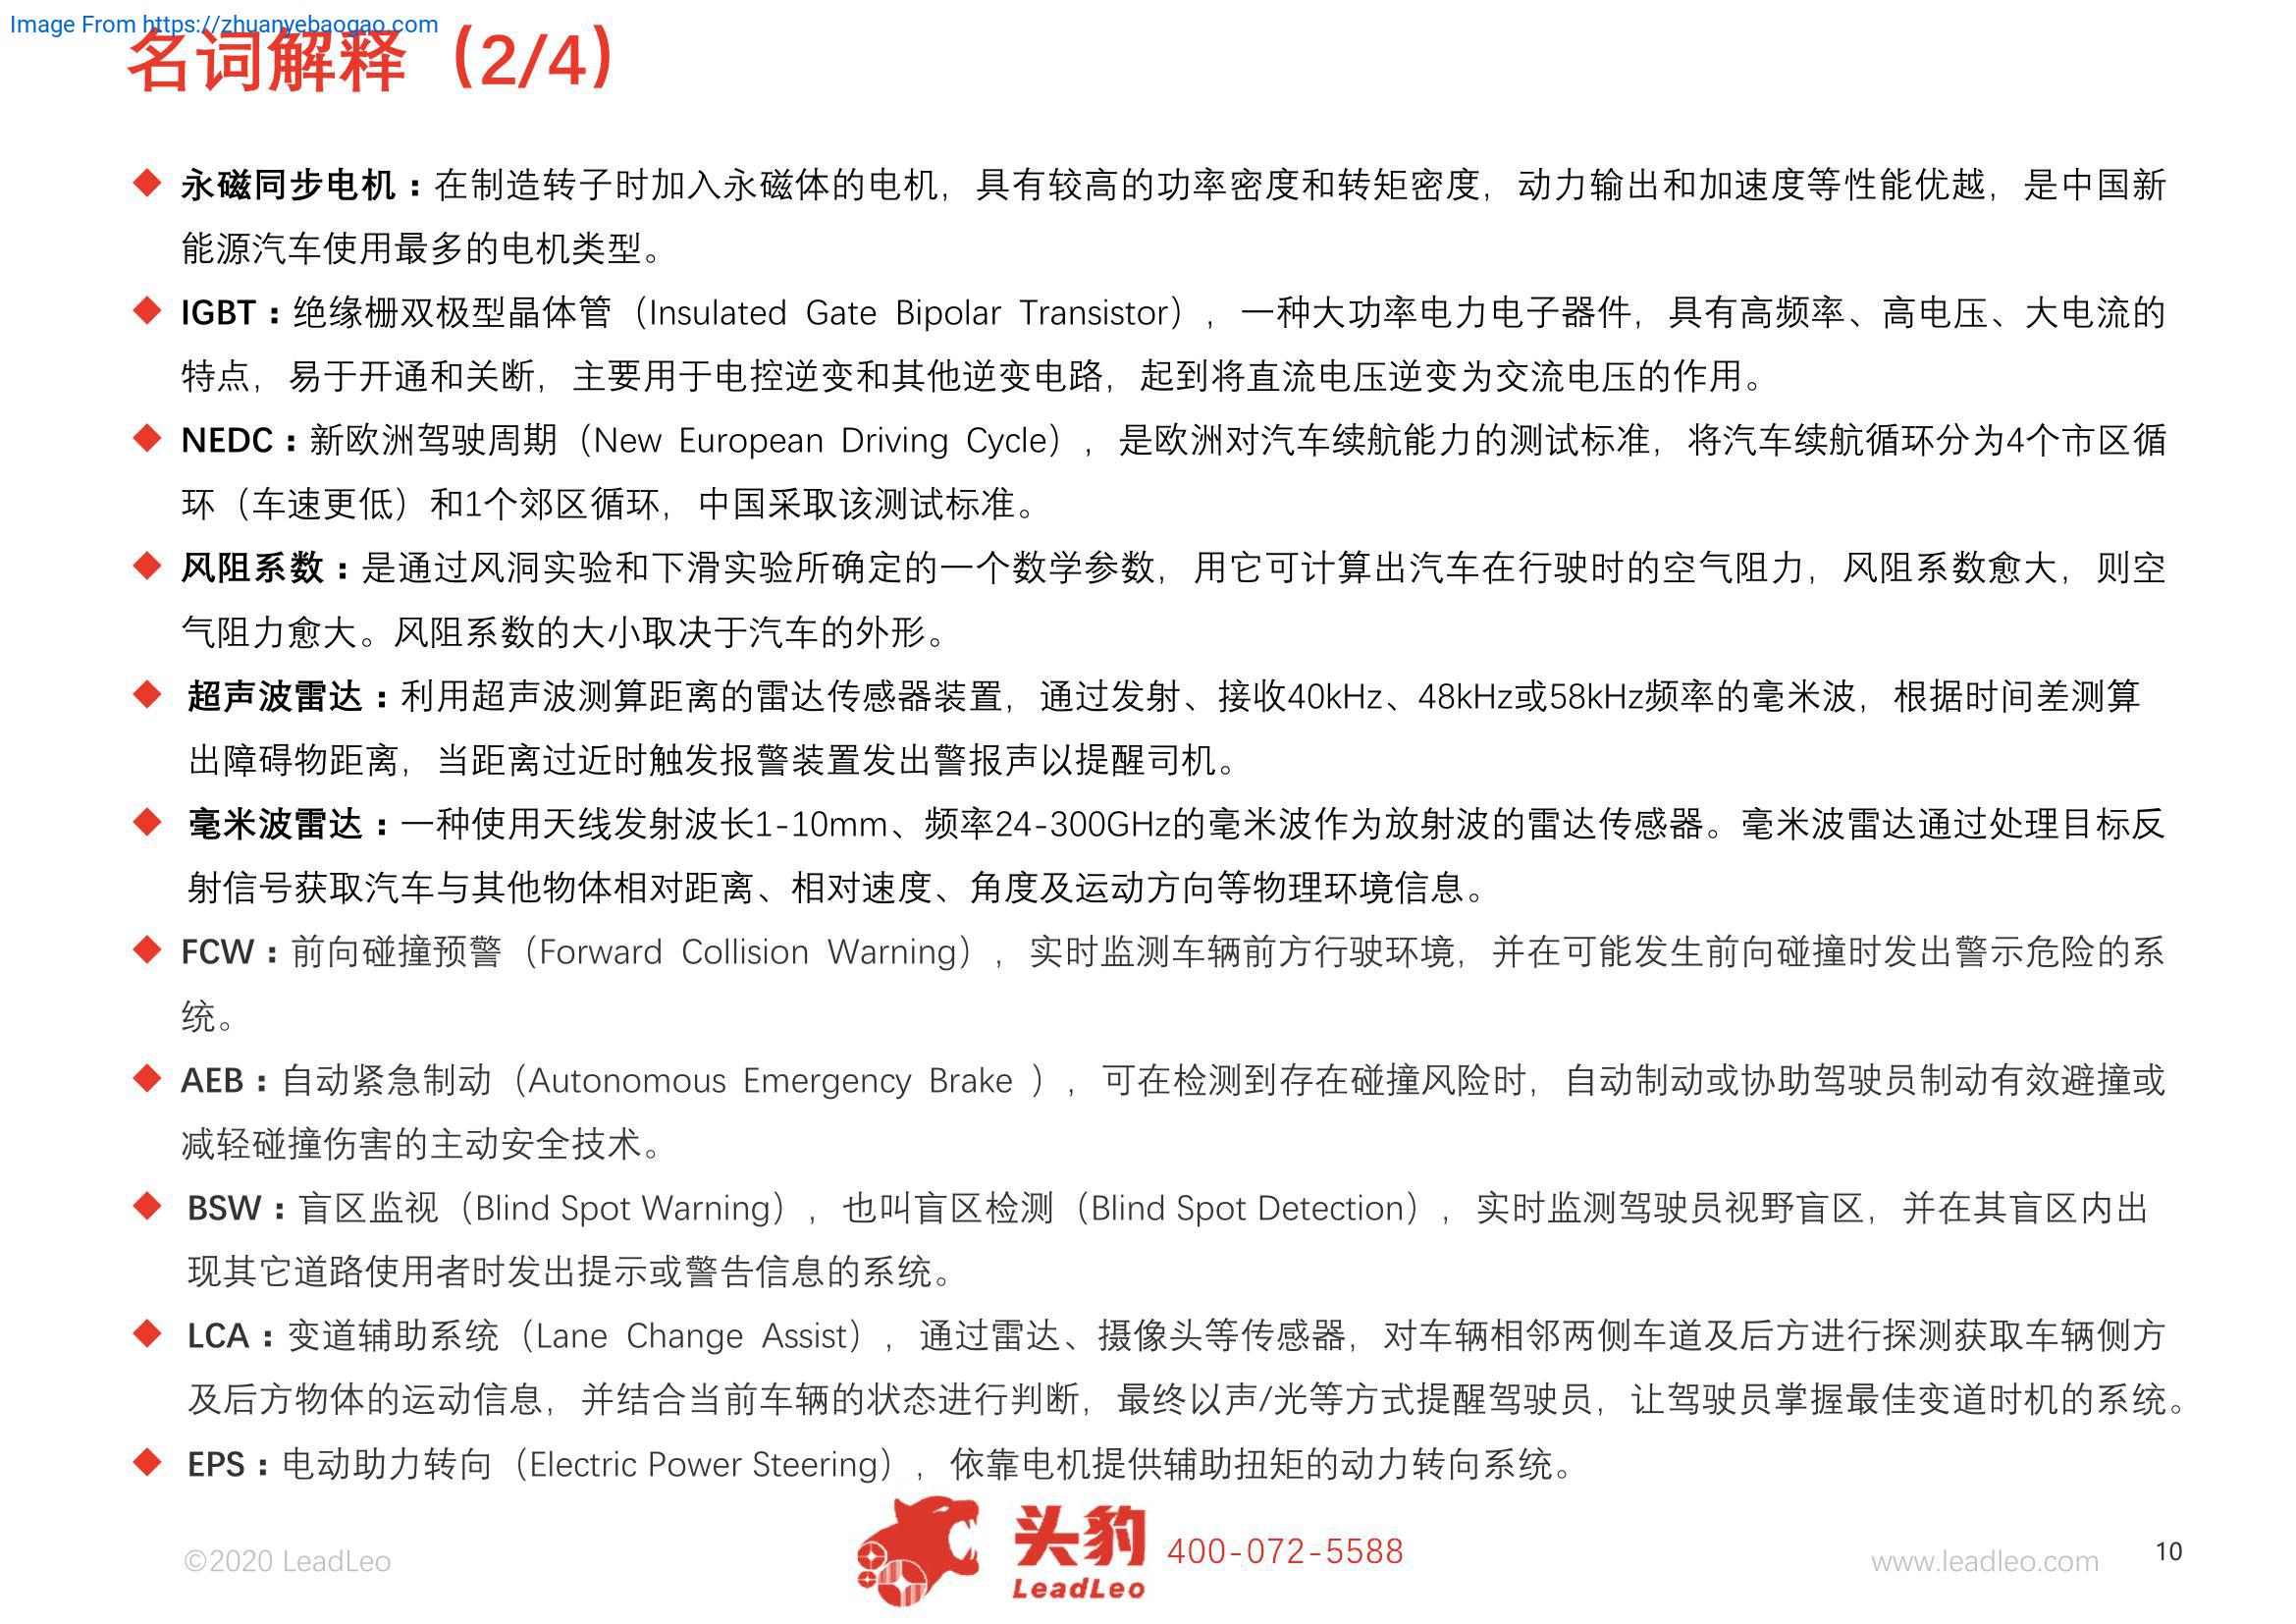 Image From https://zhuanyebaogao.com
名词解释（2/4）
永磁同步电机：在制造转子时加入永磁体的电机，具有较高的功率密度和转矩密度，动力输出和加速度等性能优越，是中国新
能源汽车使用最多的电机类型。
IGBT：绝缘栅双极型晶体管（Insulated Gate Bipolar Transistor），一种大功率电力电子器件，具有高频率、高电压、大电流的
特点，易于开通和关断，主要用于电控逆变和其他逆变电路，起到将直流电压逆变为交流电压的作用。
NEDC：新欧洲驾驶周期（New European Driving Cycle），是欧洲对汽车续航能力的测试标准，将汽车续航循环分为4个市区循
环（车速更低）和1个郊区循环，中国采取该测试标准。
风阻系数：是通过风洞实验和下滑实验所确定的一个数学参数，用它可计算出汽车在行驶时的空气阻力，风阻系数愈大，则空
气阻力愈大。风阻系数的大小取决于汽车的外形。
超声波雷达：利用超声波测算距离的雷达传感器装置，通过发射、接收40kHz、48kHz或58kHz频率的毫米波，根据时间差测算
出障碍物距离，当距离过近时触发报警装置发出警报声以提醒司机。
毫米波雷达：一种使用天线发射波长1-10mm、频率24-300GHz的毫米波作为放射波的雷达传感器。毫米波雷达通过处理目标反
射信号获取汽车与其他物体相对距离、相对速度、角度及运动方向等物理环境信息。
FCW：前向碰撞预警（Forward Collision Warning），实时监测车辆前方行驶环境，并在可能发生前向碰撞时发出警示危险的系
统。
AEB：自动紧急制动（Autonomous Emergency Brake ），可在检测到存在碰撞风险时，自动制动或协助驾驶员制动有效避撞或
减轻碰撞伤害的主动安全技术。
BSW：盲区监视（Blind Spot Warning），也叫盲区检测（Blind Spot Detection），实时监测驾驶员视野盲区，并在其盲区内出
现其它道路使用者时发出提示或警告信息的系统。
LCA：变道辅助系统（Lane Change Assist），通过雷达、摄像头等传感器，对车辆相邻两侧车道及后方进行探测获取车辆侧方
及后方物体的运动信息，并结合当前车辆的状态进行判断，最终以声/光等方式提醒驾驶员，让驾驶员掌握最佳变道时机的系统。
EPS：电动助力转向（Electric Power Steering），依靠电机提供辅助扭矩的动力转向系统。
©2020 LeadLeo
头豹
LeadLeo
400-072-5588
www.leadleo.com
10